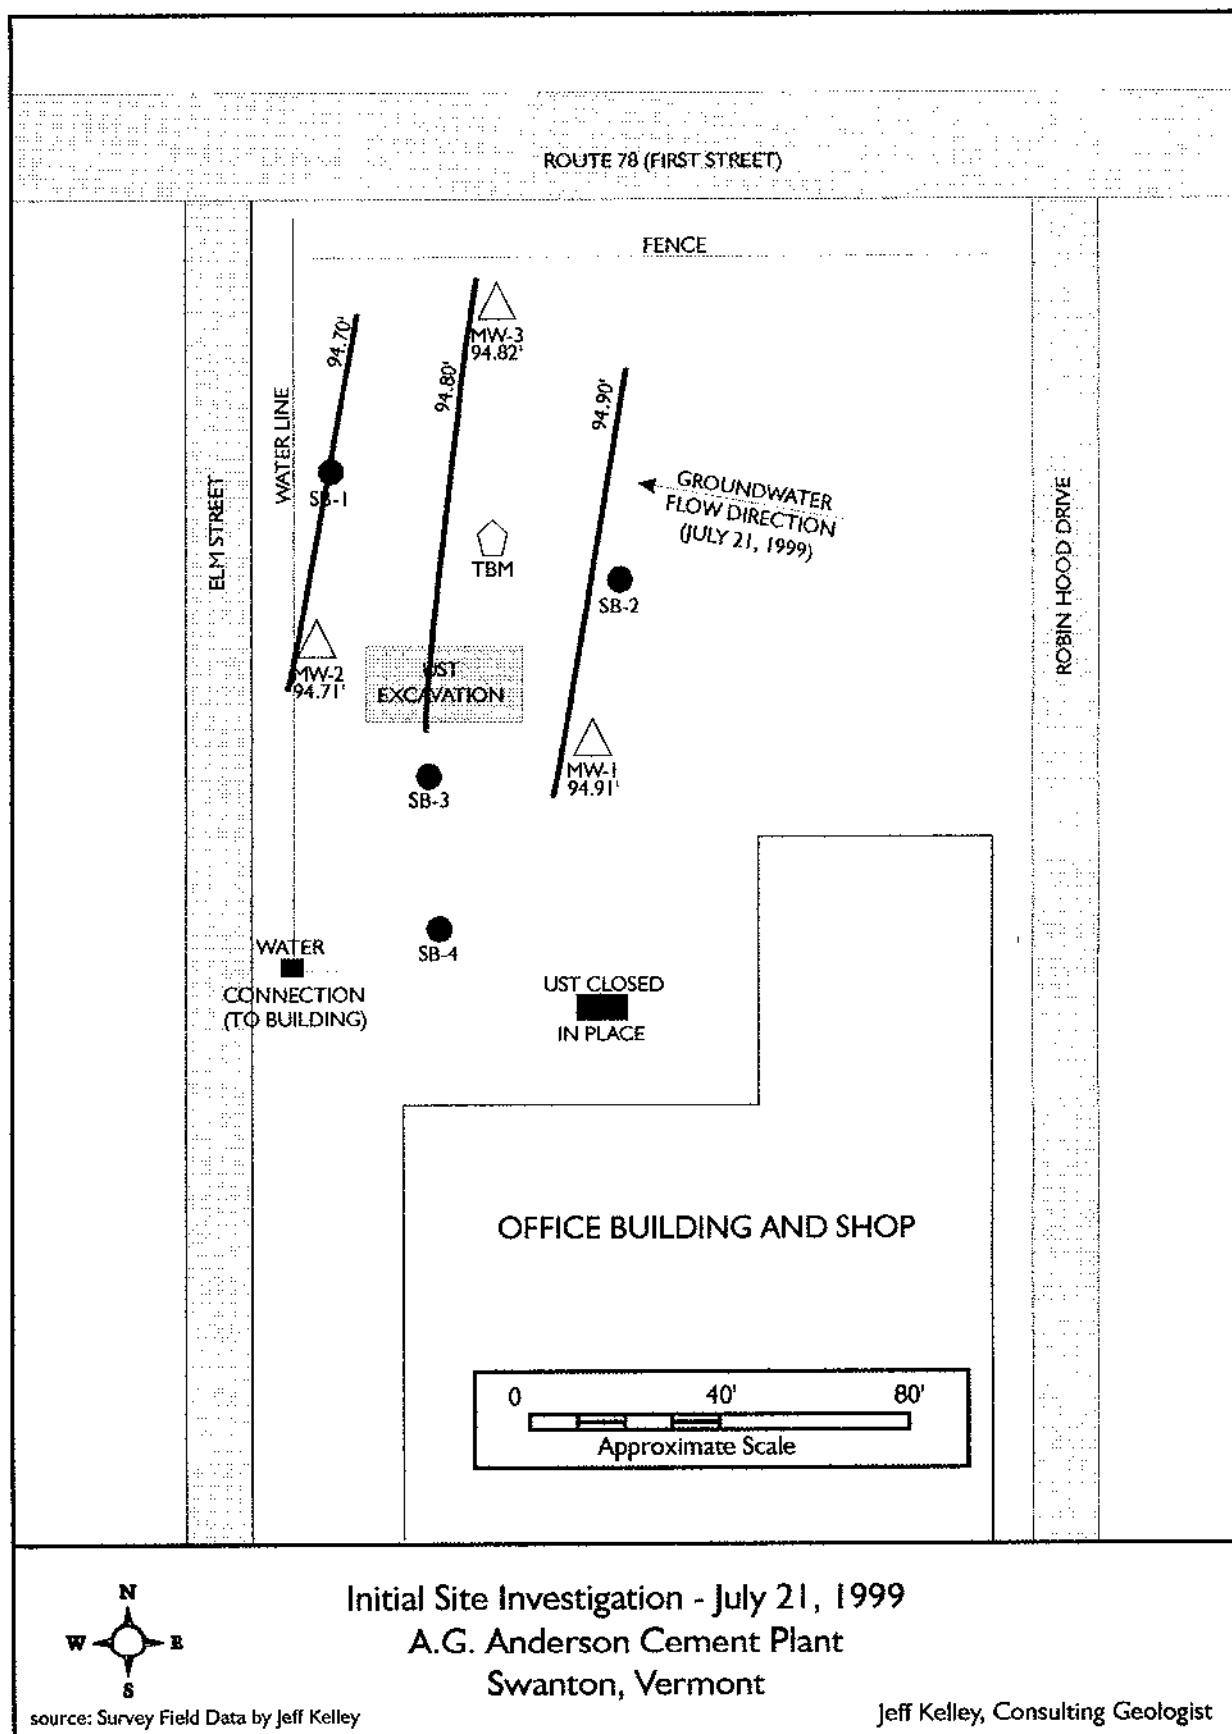 ROUTE 78 (FIRST STREET)
FENCE
MW-3
94.82'
94.70'
94.80'
94.90'
WATER LINE
SB-1
GROUNDWATER
FLOW DIRECTION
(JULY 21, 1999)
ELM STREET
ROBIN HOOD DRIVE
TBM
SB-2
MW-2
94.71'
UST
EXCAVATION
MW-1
94.91'
SB-3
WATER
CONNECTION
(TO BUILDING)
SB-4
UST CLOSED
IN PLACE
OFFICE BUILDING AND SHOP
0 40' 80'
Approximate Scale
N
W E
S
Initial Site Investigation - July 21, 1999
A.G. Anderson Cement Plant
Swanton, Vermont
source: Survey Field Data by Jeff Kelley
Jeff Kelley, Consulting Geologist